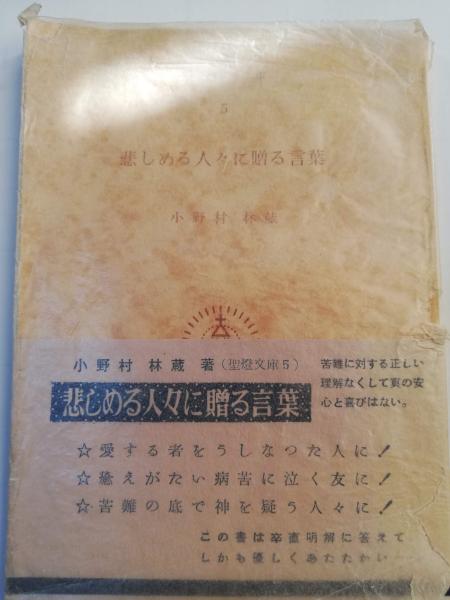 5
悲しめる人々に贈る言葉
小野村 林蔵
小野村 林蔵 著 (聖燈文庫5)
悲しめる人々に贈る言葉
苦難に対する正しい
理解なくして真の安
心と喜びはない。
☆愛する者をうしなつた人に!
☆癒えがたい病苦に泣く友に!
☆苦難の底で神を疑う人々に!
この書は卒直明解に答えて
しかも優しくあたたかい……